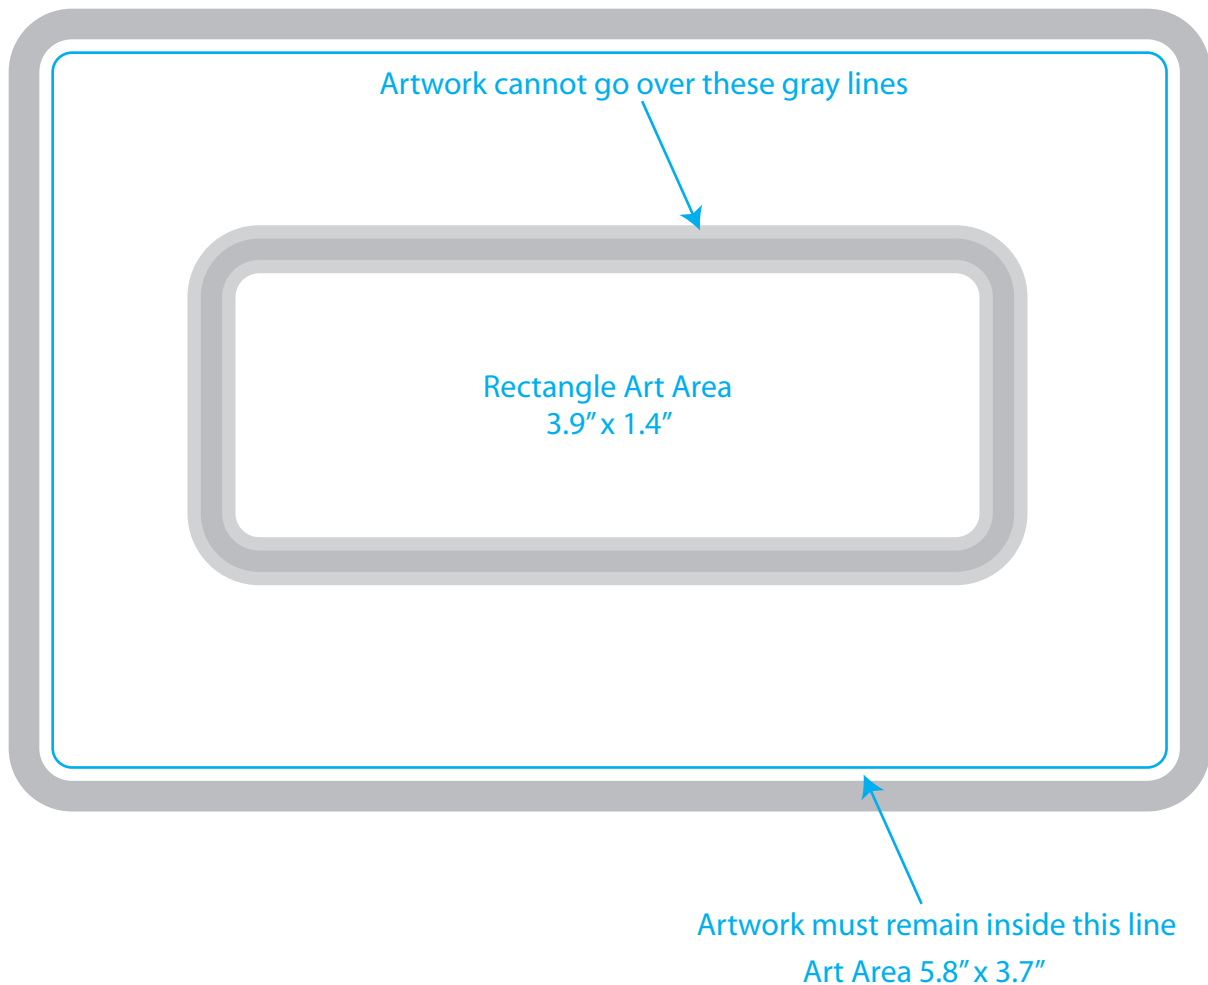 Artwork cannot go over these gray lines
Rectangle Art Area
3.9” x 1.4”
Artwork must remain inside this line
Art Area 5.8” x 3.7”